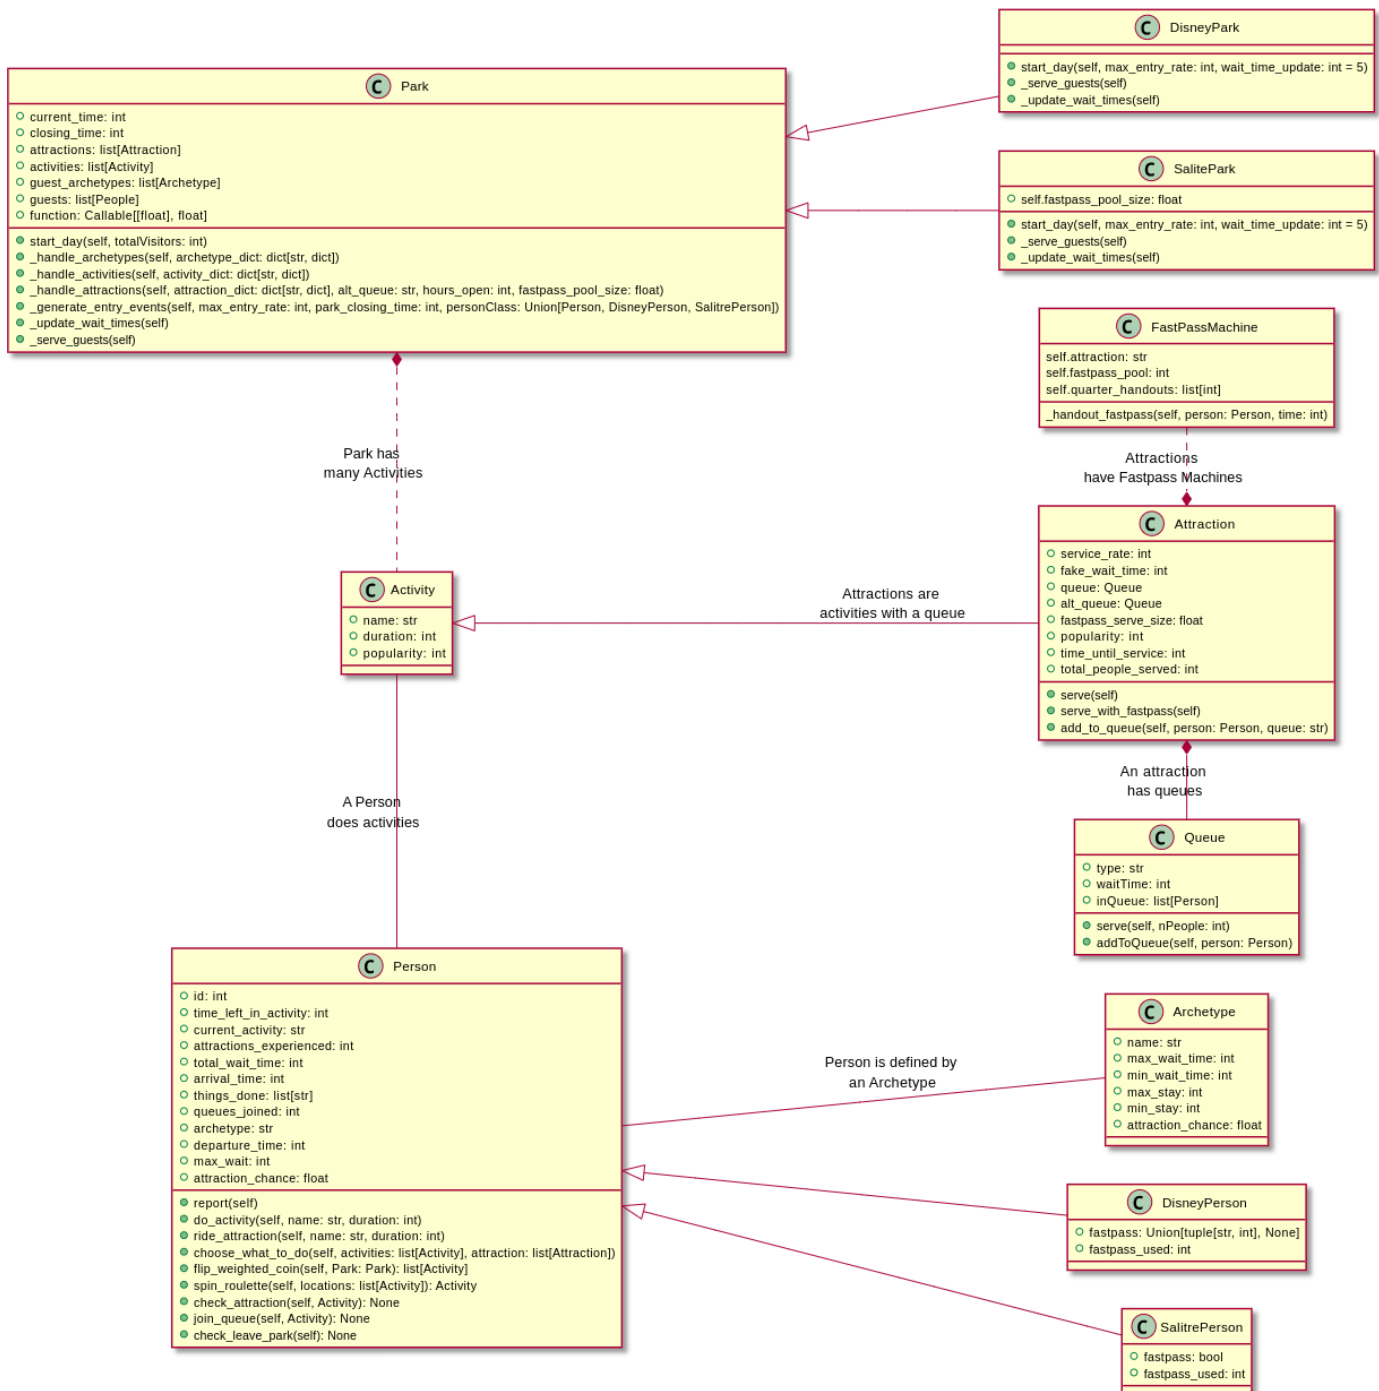 C DisneyPark
start_day(self, max_entry_rate: int, wait_time_update: int = 5)
_serve_guests(self)
_update_wait_times(self)
C Park
current_time: int
closing_time: int
attractions: list[Attraction]
activities: list[Activity]
guest_archetypes: list[Archetype]
guests: list[People]
function: Callable[[float], float]
start_day(self, totalVisitors: int)
_handle_archetypes(self, archetype_dict: dict[str, dict])
_handle_activities(self, activity_dict: dict[str, dict])
_handle_attractions(self, attraction_dict: dict[str, dict], alt_queue: str, hours_open: int, fastpass_pool_size: float)
_generate_entry_events(self, max_entry_rate: int, park_closing_time: int, personClass: Union[Person, DisneyPerson, SalitrePerson])
_update_wait_times(self)
_serve_guests(self)
C SalitePark
self.fastpass_pool_size: float
start_day(self, max_entry_rate: int, wait_time_update: int = 5)
_serve_guests(self)
_update_wait_times(self)
C FastPassMachine
self.attraction: str
self.fastpass_pool: int
self.quarter_handouts: list[int]
_handout_fastpass(self, person: Person, time: int)
Park has
many Activities
Attractions
have Fastpass Machines
C Attraction
service_rate: int
fake_wait_time: int
queue: Queue
alt_queue: Queue
fastpass_serve_size: float
popularity: int
time_until_service: int
total_people_served: int
serve(self)
serve_with_fastpass(self)
add_to_queue(self, person: Person, queue: str)
C Activity
name: str
duration: int
popularity: int
Attractions are
activities with a queue
An attraction
has queues
A Person
does activities
C Queue
type: str
waitTime: int
inQueue: list[Person]
serve(self, nPeople: int)
addToQueue(self, person: Person)
C Person
id: int
time_left_in_activity: int
current_activity: str
attractions_experienced: int
total_wait_time: int
arrival_time: int
things_done: list[str]
queues_joined: int
archetype: str
departure_time: int
max_wait: int
attraction_chance: float
report(self)
do_activity(self, name: str, duration: int)
ride_attraction(self, name: str, duration: int)
choose_what_to_do(self, activities: list[Activity], attraction: list[Attraction])
flip_weighted_coin(self, Park: Park): list[Activity]
spin_roulette(self, locations: list[Activity]): Activity
check_attraction(self, Activity): None
join_queue(self, Activity): None
check_leave_park(self): None
Person is defined by
an Archetype
C Archetype
name: str
max_wait_time: int
min_wait_time: int
max_stay: int
min_stay: int
attraction_chance: float
C DisneyPerson
fastpass: Union[tuple[str, int], None]
fastpass_used: int
C SalitrePerson
fastpass: bool
fastpass_used: int